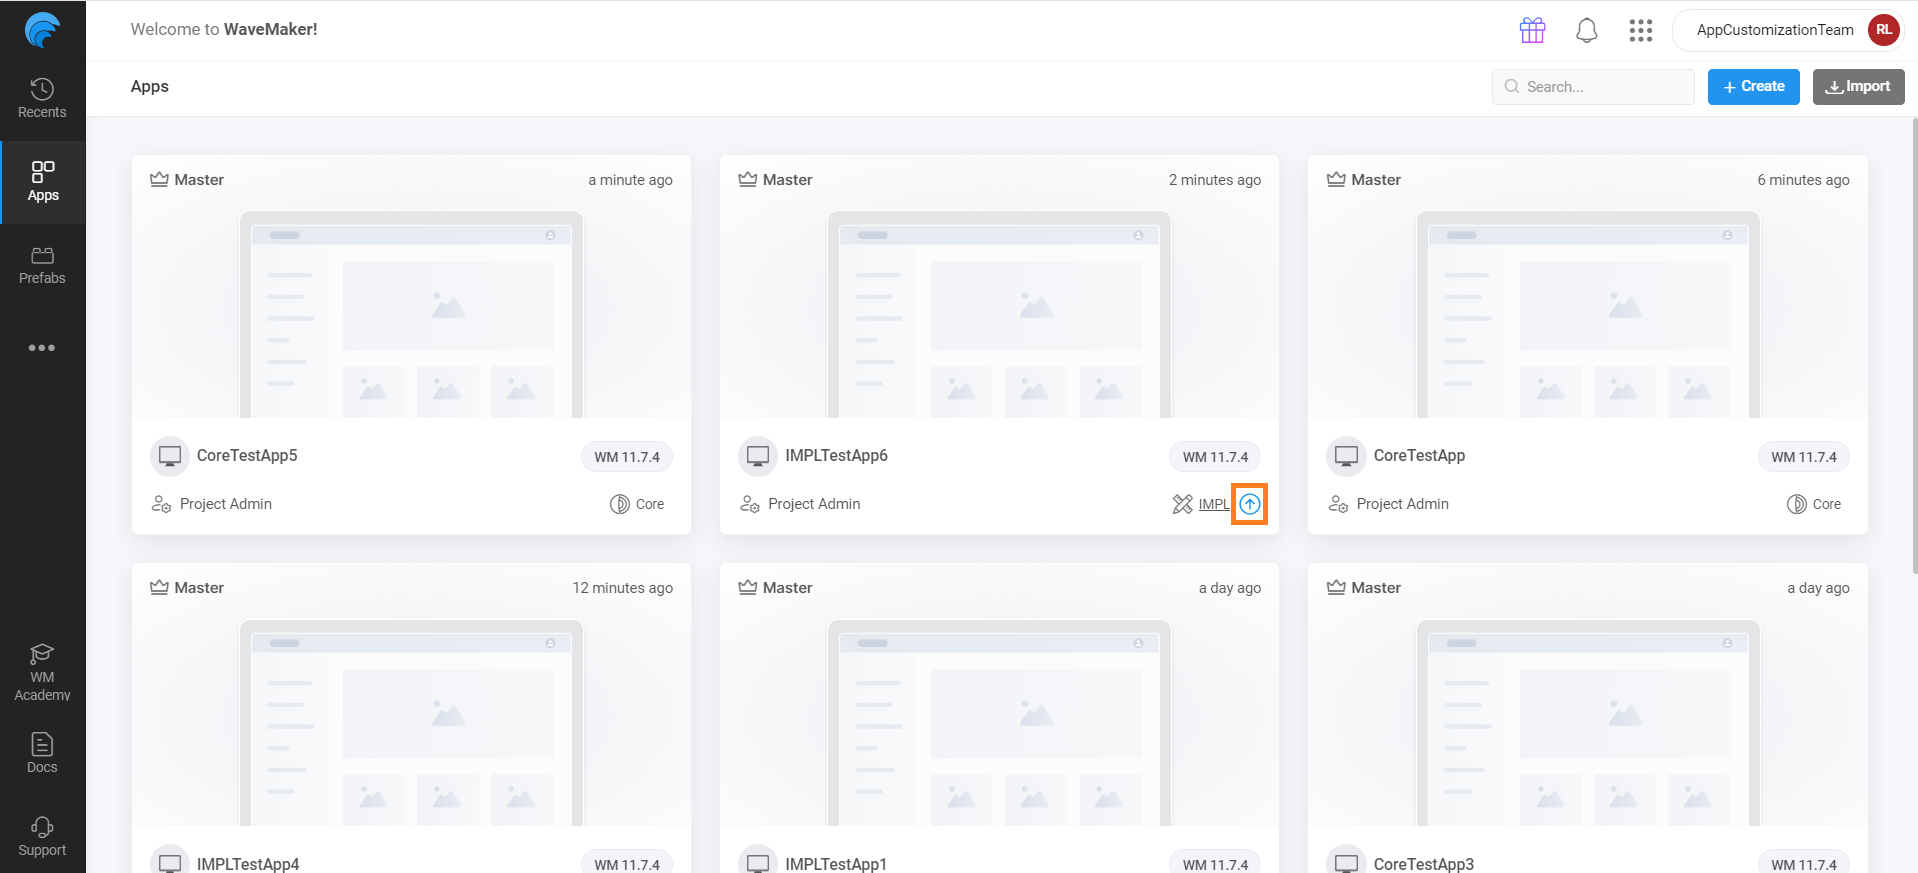 Welcome to WaveMaker!
AppCustomizationTeam
RL
Recents
Apps
Prefabs
WM
Academy
Docs
Support
Apps
Search...
+ Create
Import
Master
a minute ago
CoreTestApp5
WM 11.7.4
Project Admin
Core
Master
2 minutes ago
IMPLTestApp6
WM 11.7.4
Project Admin
IMPL
Master
6 minutes ago
CoreTestApp
WM 11.7.4
Project Admin
Core
Master
12 minutes ago
IMPLTestApp4
WM 11.7.4
Master
a day ago
IMPLTestApp1
WM 11.7.4
Master
a day ago
CoreTestApp3
WM 11.7.4